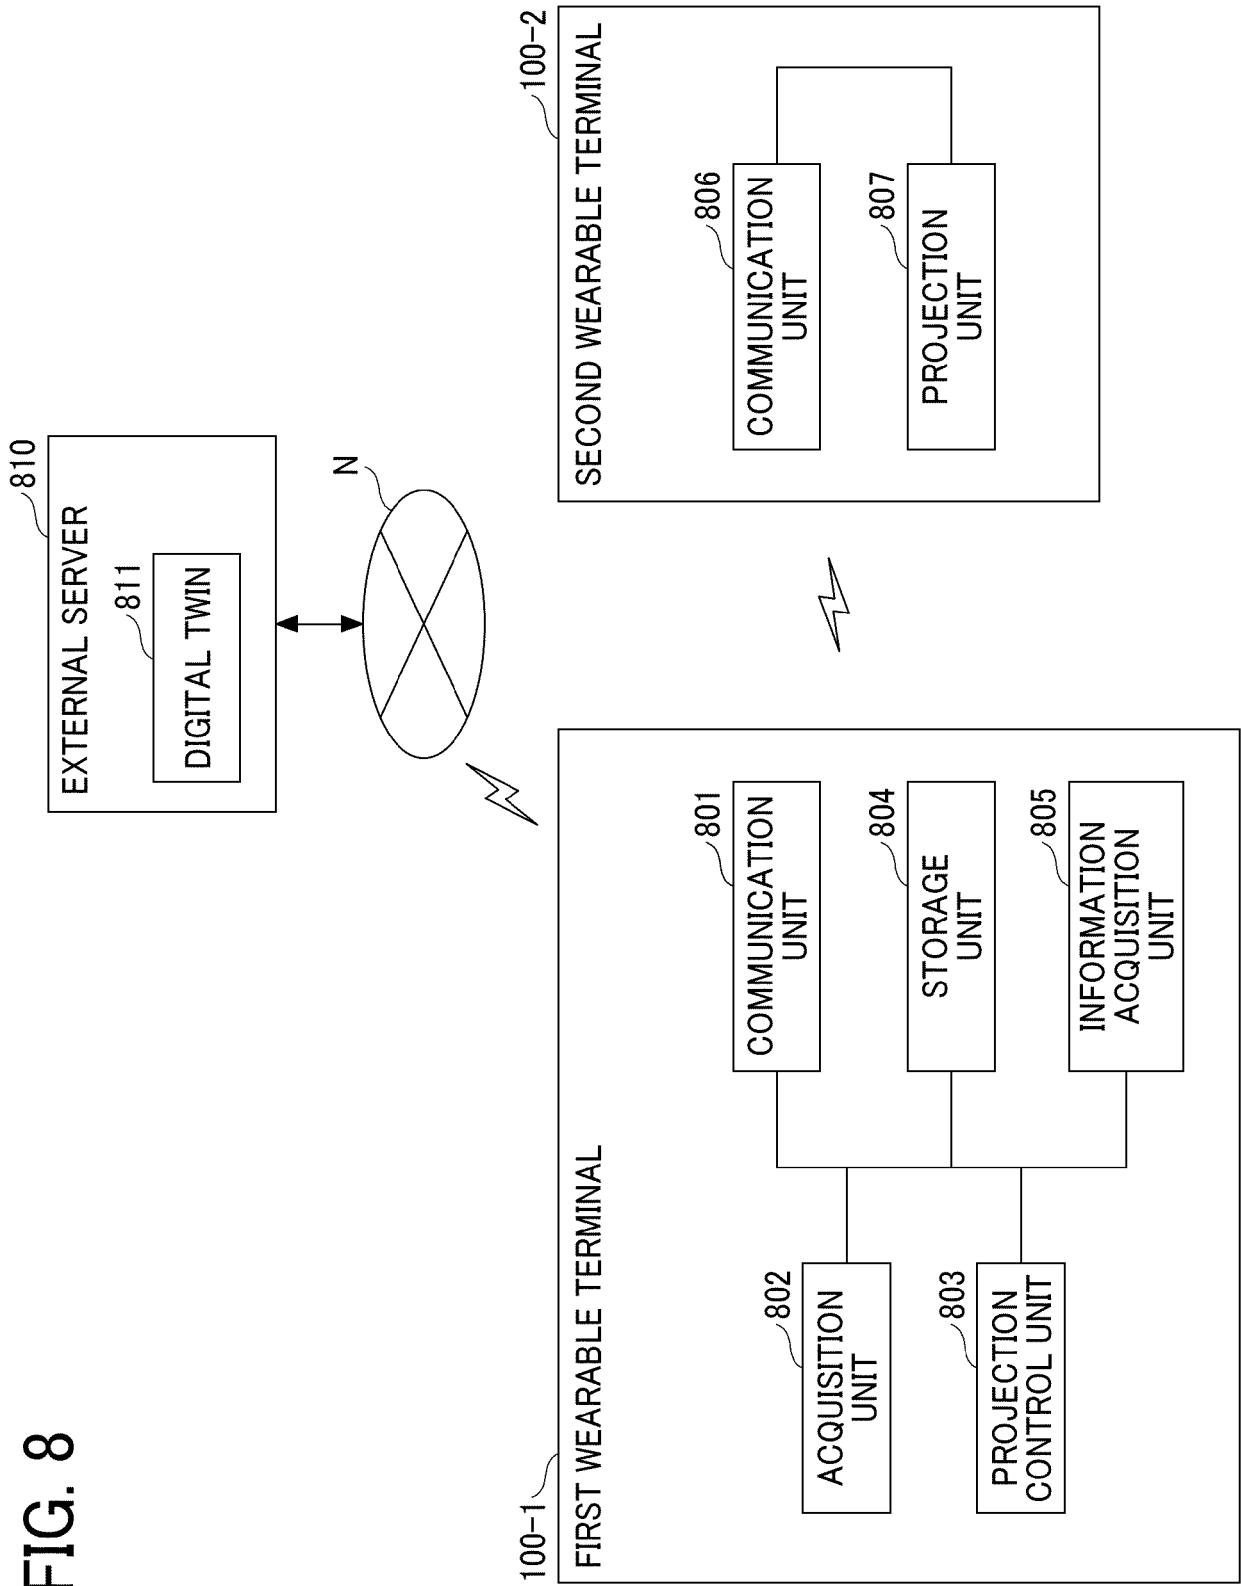 FIG. 8
810
EXTERNAL SERVER
811
DIGITAL TWIN
N
100-1
FIRST WEARABLE TERMINAL
802
ACQUISITION
UNIT
803
PROJECTION
CONTROL UNIT
801
COMMUNICATION
UNIT
804
STORAGE
UNIT
805
INFORMATION
ACQUISITION
UNIT
100-2
SECOND WEARABLE TERMINAL
806
COMMUNICATION
UNIT
807
PROJECTION
UNIT